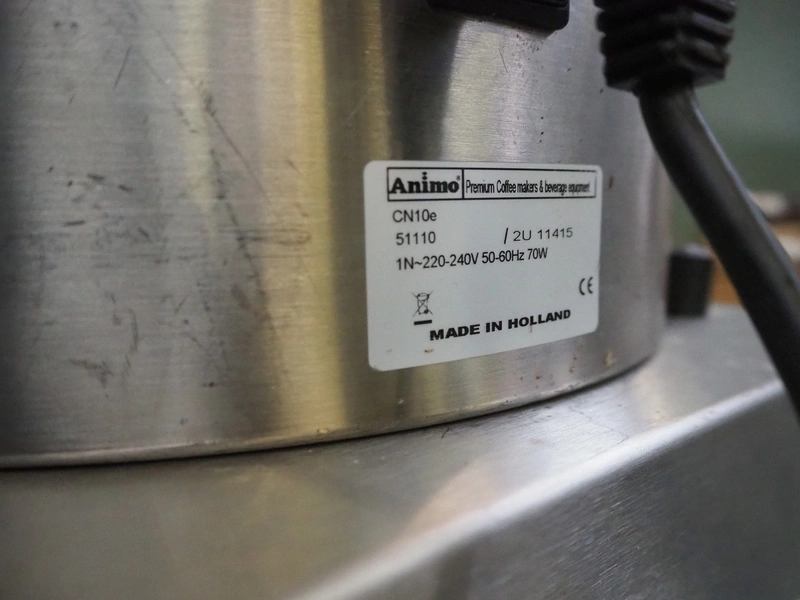 Animo® Premium Coffee makers & beverage equipment
CN10e
51110 / 2U 11415
1N~220-240V 50-60Hz 70W
CE
MADE IN HOLLAND